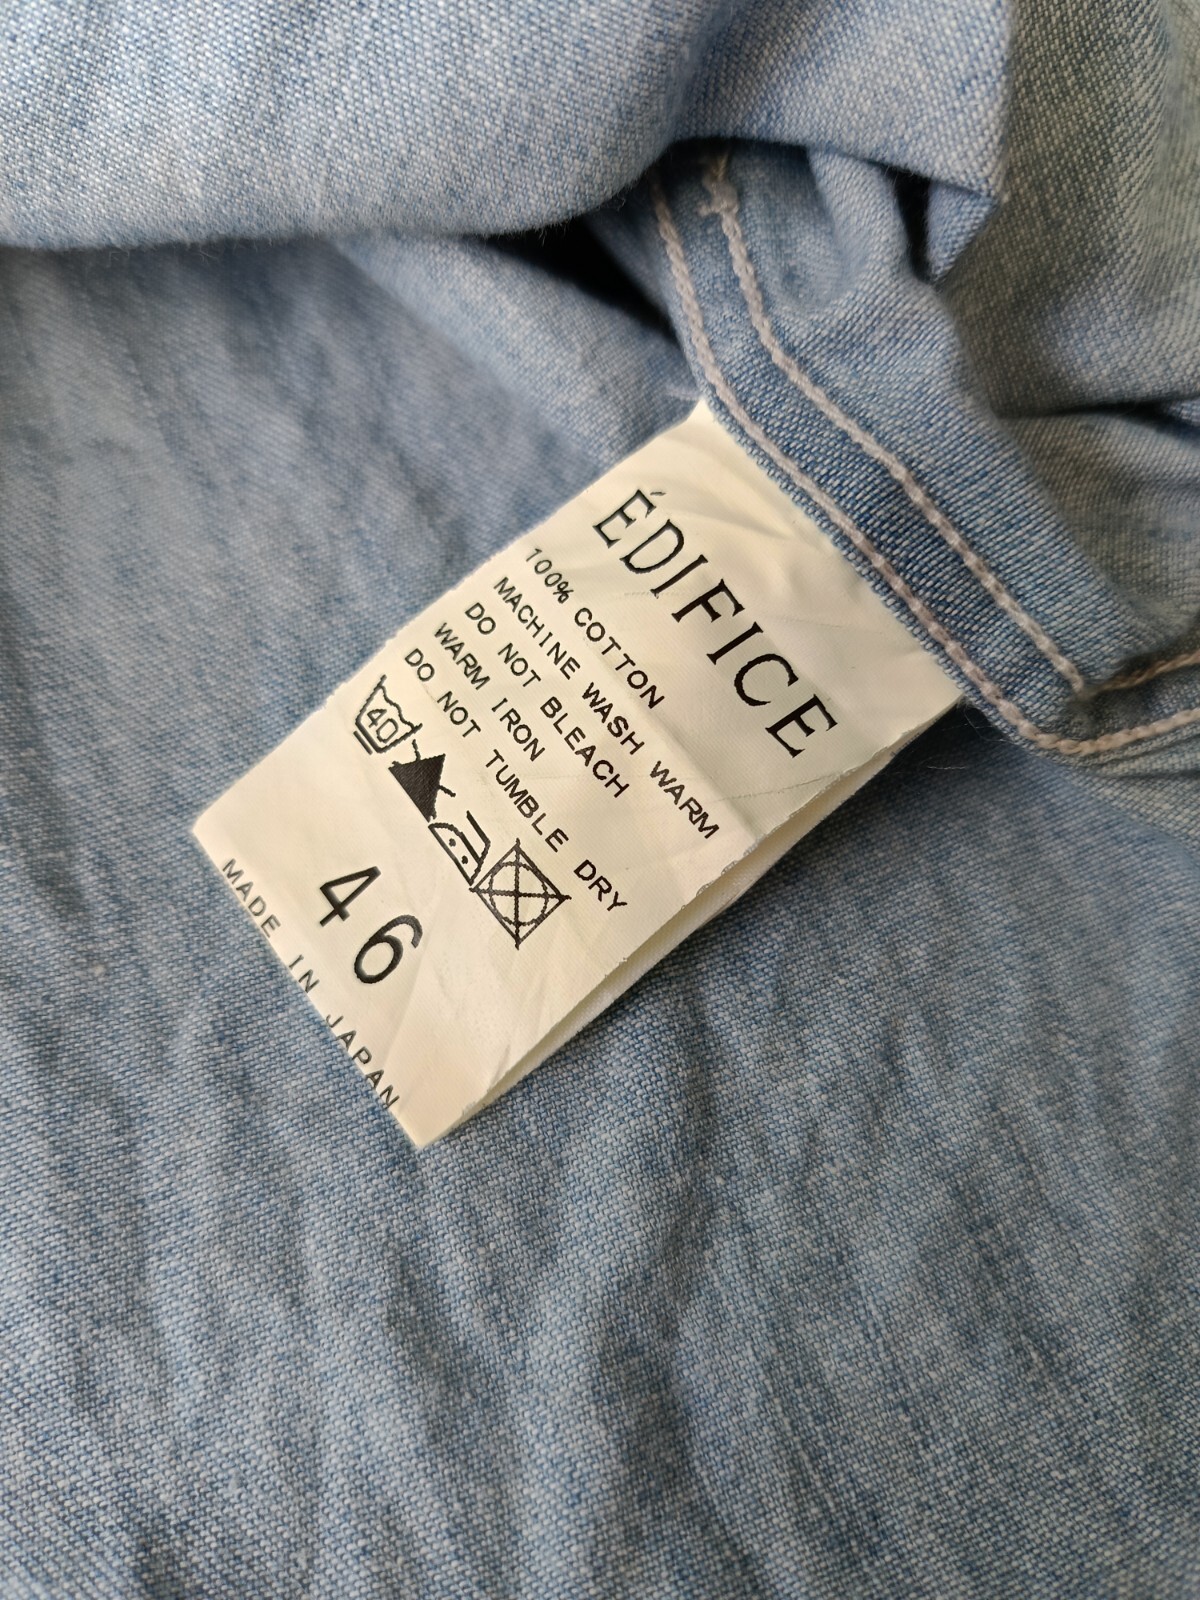 ÉDIFICE
100% COTTON
MACHINE WASH WARM
DO NOT BLEACH
WARM IRON
DO NOT TUMBLE DRY
40
46
MADE IN JAPAN